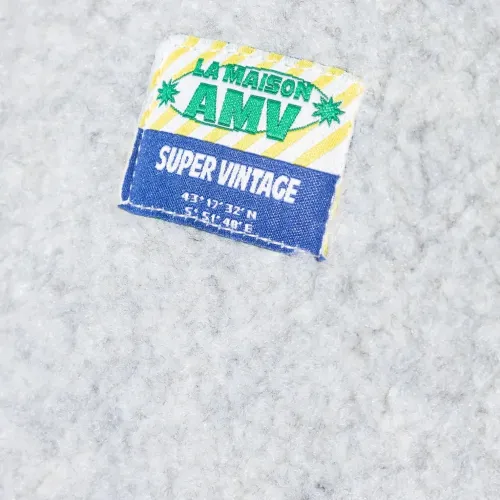 LA MAISON
AMV
SUPER VINTAGE
43° 17' 32" N
5° 51' 48" E